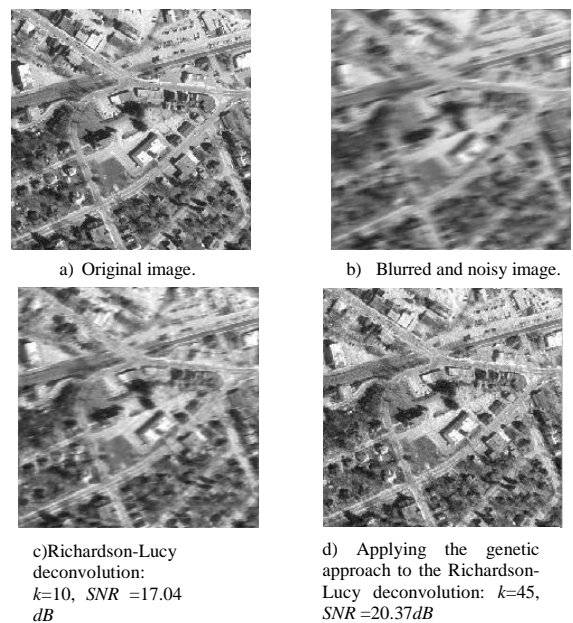 a) Original image.
b) Blurred and noisy image.
c)Richardson-Lucy
deconvolution:
k=10, SNR =17.04
dB
d) Applying the genetic
approach to the Richardson-
Lucy deconvolution: k=45,
SNR =20.37dB